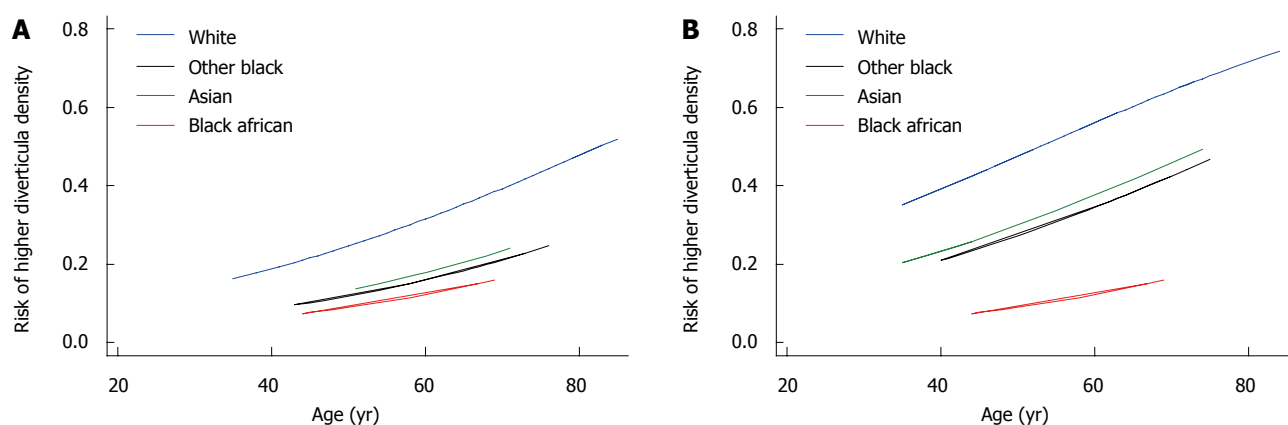 A
Risk of higher diverticula density
0.8
0.6
0.4
0.2
0.0
White
Other black
Asian
Black african
20
40
60
80
Age (yr)
B
Risk of higher diverticula density
0.8
0.6
0.4
0.2
0.0
White
Other black
Asian
Black african
20
40
60
80
Age (yr)